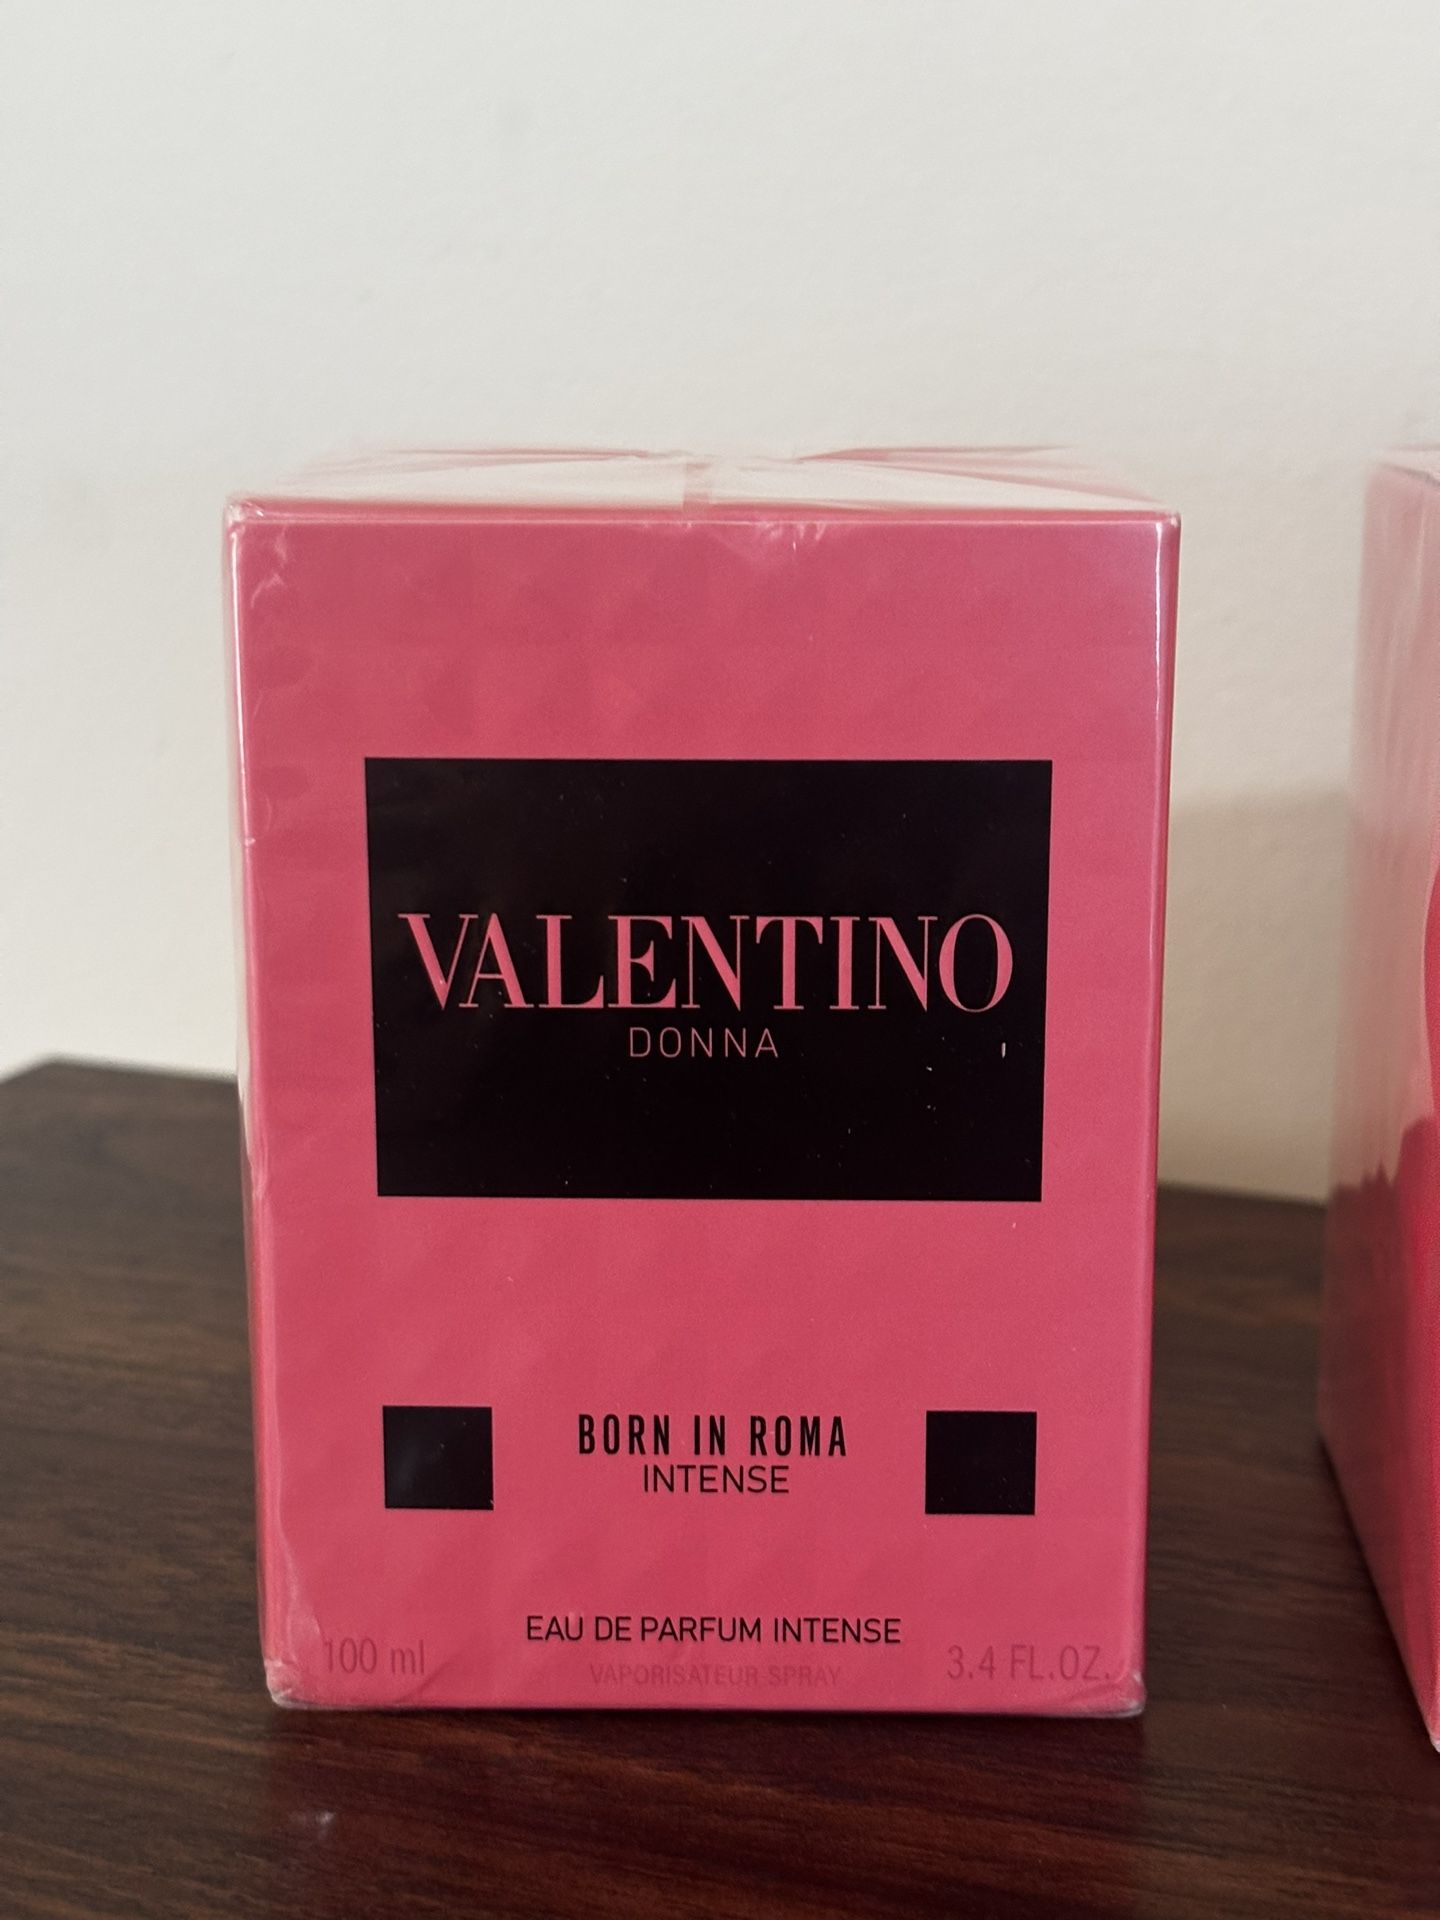 VALENTINO
DONNA
BORN IN ROMA
INTENSE
EAU DE PARFUM INTENSE
100 ml
VAPORISATEUR SPRAY
3.4 FL.OZ.